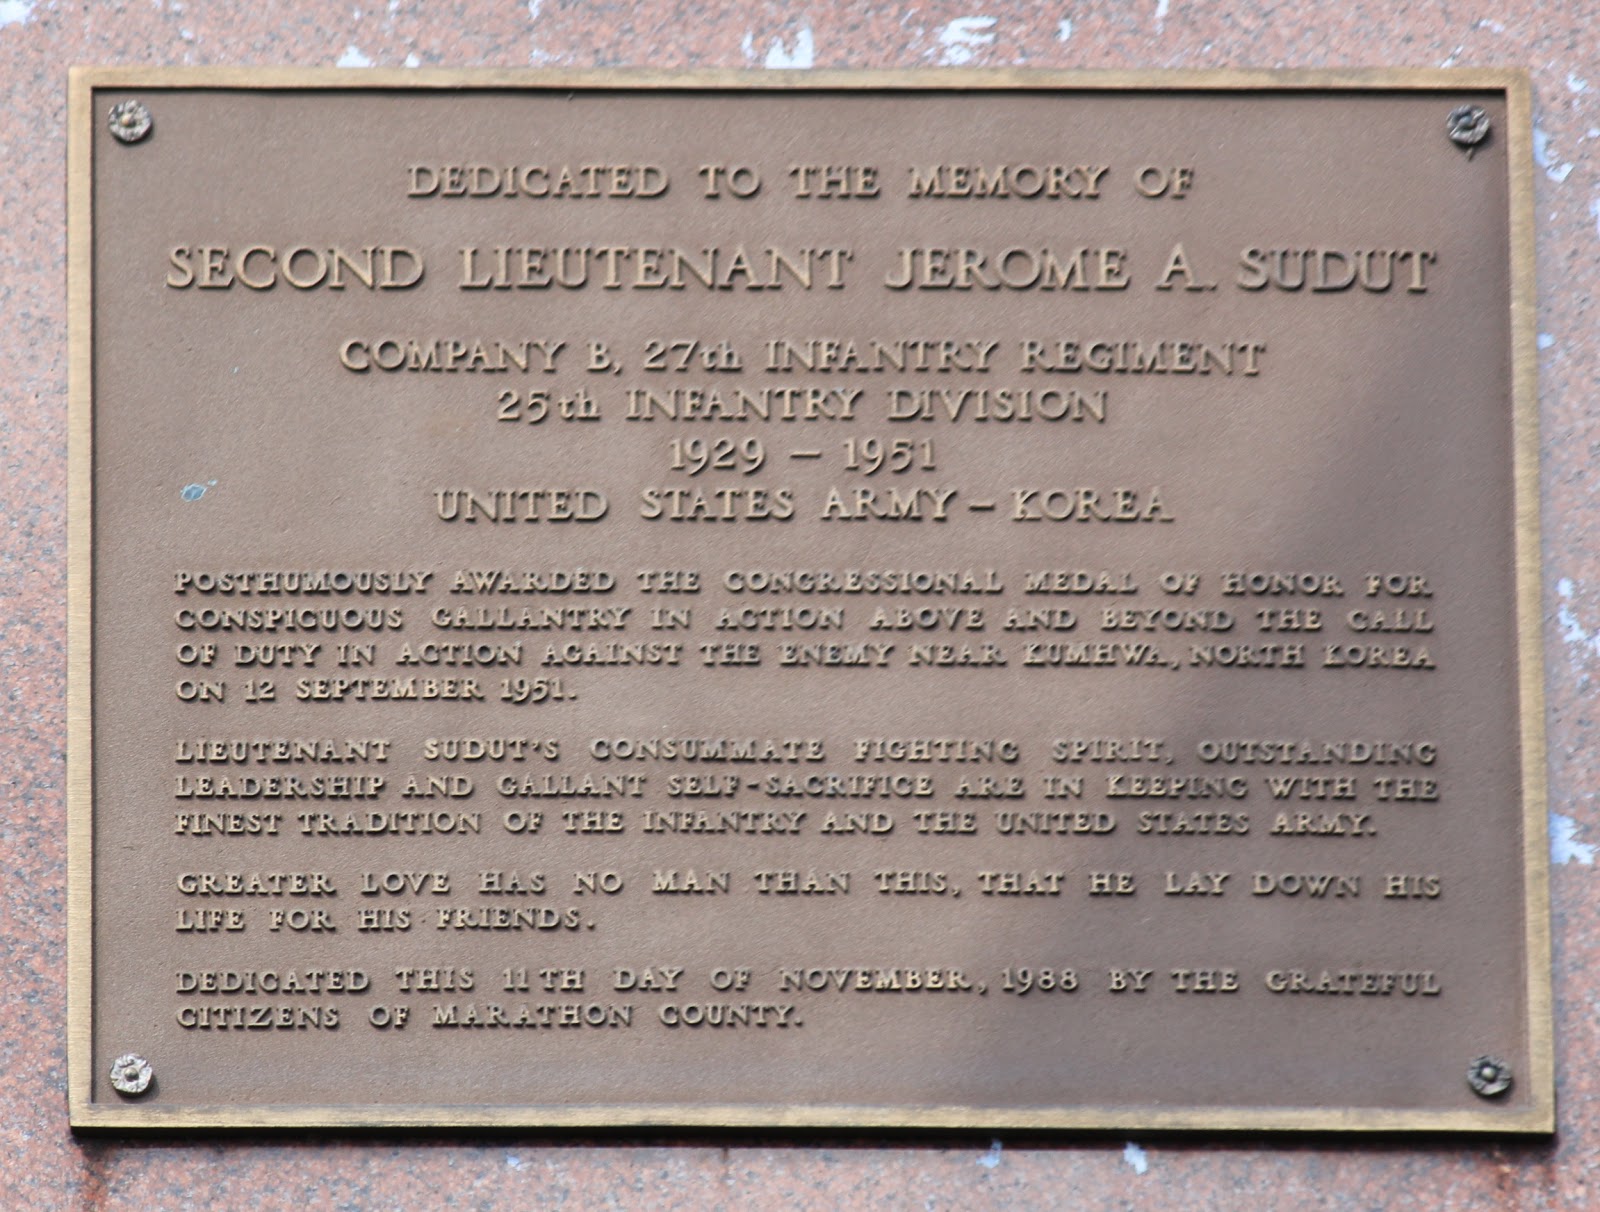 DEDICATED TO THE MEMORY OF
SECOND LIEUTENANT JEROME A. SUDUT
COMPANY B, 27th INFANTRY REGIMENT
25th INFANTRY DIVISION
1929 – 1951
UNITED STATES ARMY – KOREA
POSTHUMOUSLY AWARDED THE CONGRESSIONAL MEDAL OF HONOR FOR
CONSPICUOUS GALLANTRY IN ACTION ABOVE AND BEYOND THE CALL
OF DUTY IN ACTION AGAINST THE ENEMY NEAR KUMHWA, NORTH KOREA
ON 12 SEPTEMBER 1951.
LIEUTENANT SUDUT'S CONSUMMATE FIGHTING SPIRIT, OUTSTANDING
LEADERSHIP AND GALLANT SELF-SACRIFICE ARE IN KEEPING WITH THE
FINEST TRADITION OF THE INFANTRY AND THE UNITED STATES ARMY.
GREATER LOVE HAS NO MAN THAN THIS, THAT HE LAY DOWN HIS
LIFE FOR HIS FRIENDS.
DEDICATED THIS 11TH DAY OF NOVEMBER, 1988 BY THE GRATEFUL
CITIZENS OF MARATHON COUNTY.